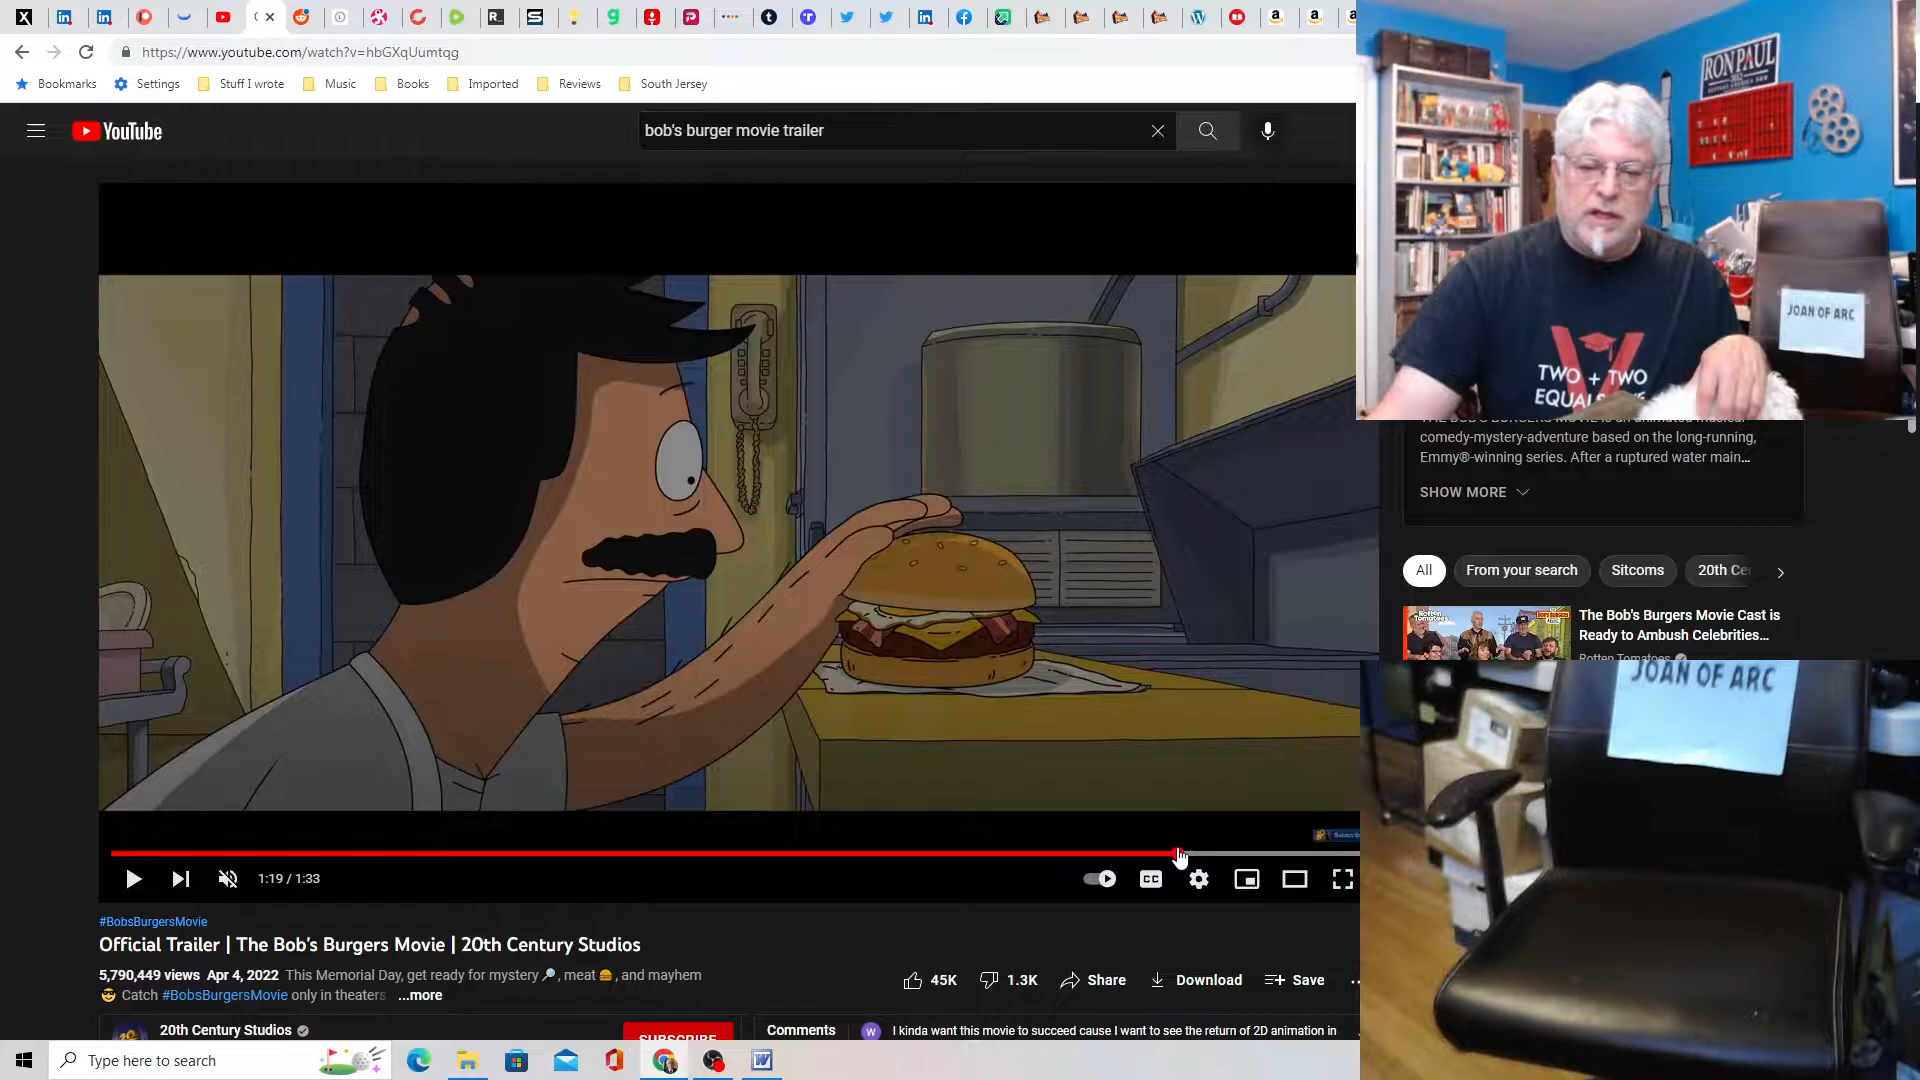 https://www.youtube.com/watch?v=hbGXqUumtqg
Bookmarks Settings Stuff I wrote Music Books Imported Reviews South Jersey
YouTube
bob's burger movie trailer
RON PAUL
JOAN OF ARC
TWO + TWO
comedy-mystery-adventure based on the long-running,
Emmy®-winning series. After a ruptured water main...
SHOW MORE
All From your search Sitcoms 20th Ce
The Bob's Burgers Movie Cast is
Ready to Ambush Celebrities...
Rotten Tomatoes
JOAN OF ARC
1:19 / 1:33
CC
#BobsBurgersMovie
Official Trailer | The Bob's Burgers Movie | 20th Century Studios
5,790,449 views Apr 4, 2022 This Memorial Day, get ready for mystery🔎, meat🍔, and mayhem
😎 Catch #BobsBurgersMovie only in theaters ...more
45K 1.3K Share Download Save ...
20th Century Studios
SUBSCRIBE
Comments
W
I kinda want this movie to succeed cause I want to see the return of 2D animation in
Type here to search